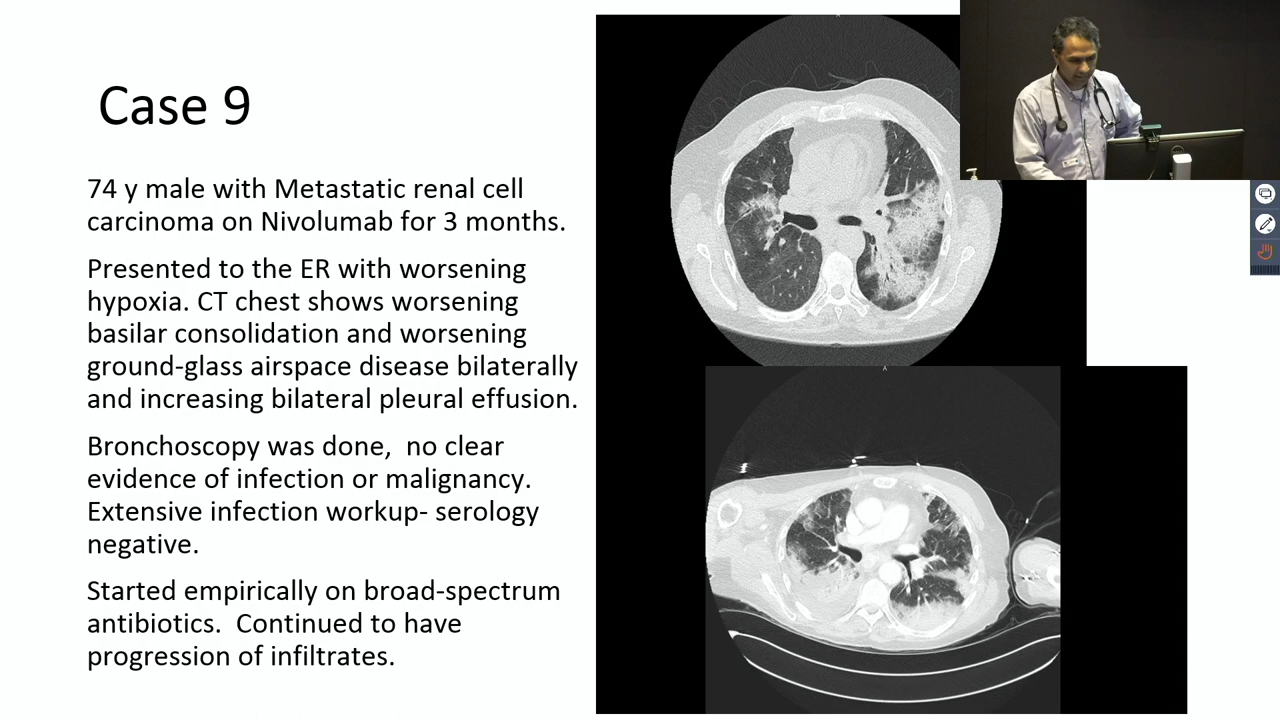 Case 9
74 y male with Metastatic renal cell
carcinoma on Nivolumab for 3 months.
Presented to the ER with worsening
hypoxia. CT chest shows worsening
basilar consolidation and worsening
ground-glass airspace disease bilaterally
and increasing bilateral pleural effusion.
Bronchoscopy was done,  no clear
evidence of infection or malignancy.
Extensive infection workup- serology
negative.
Started empirically on broad-spectrum
antibiotics.  Continued to have
progression of infiltrates.